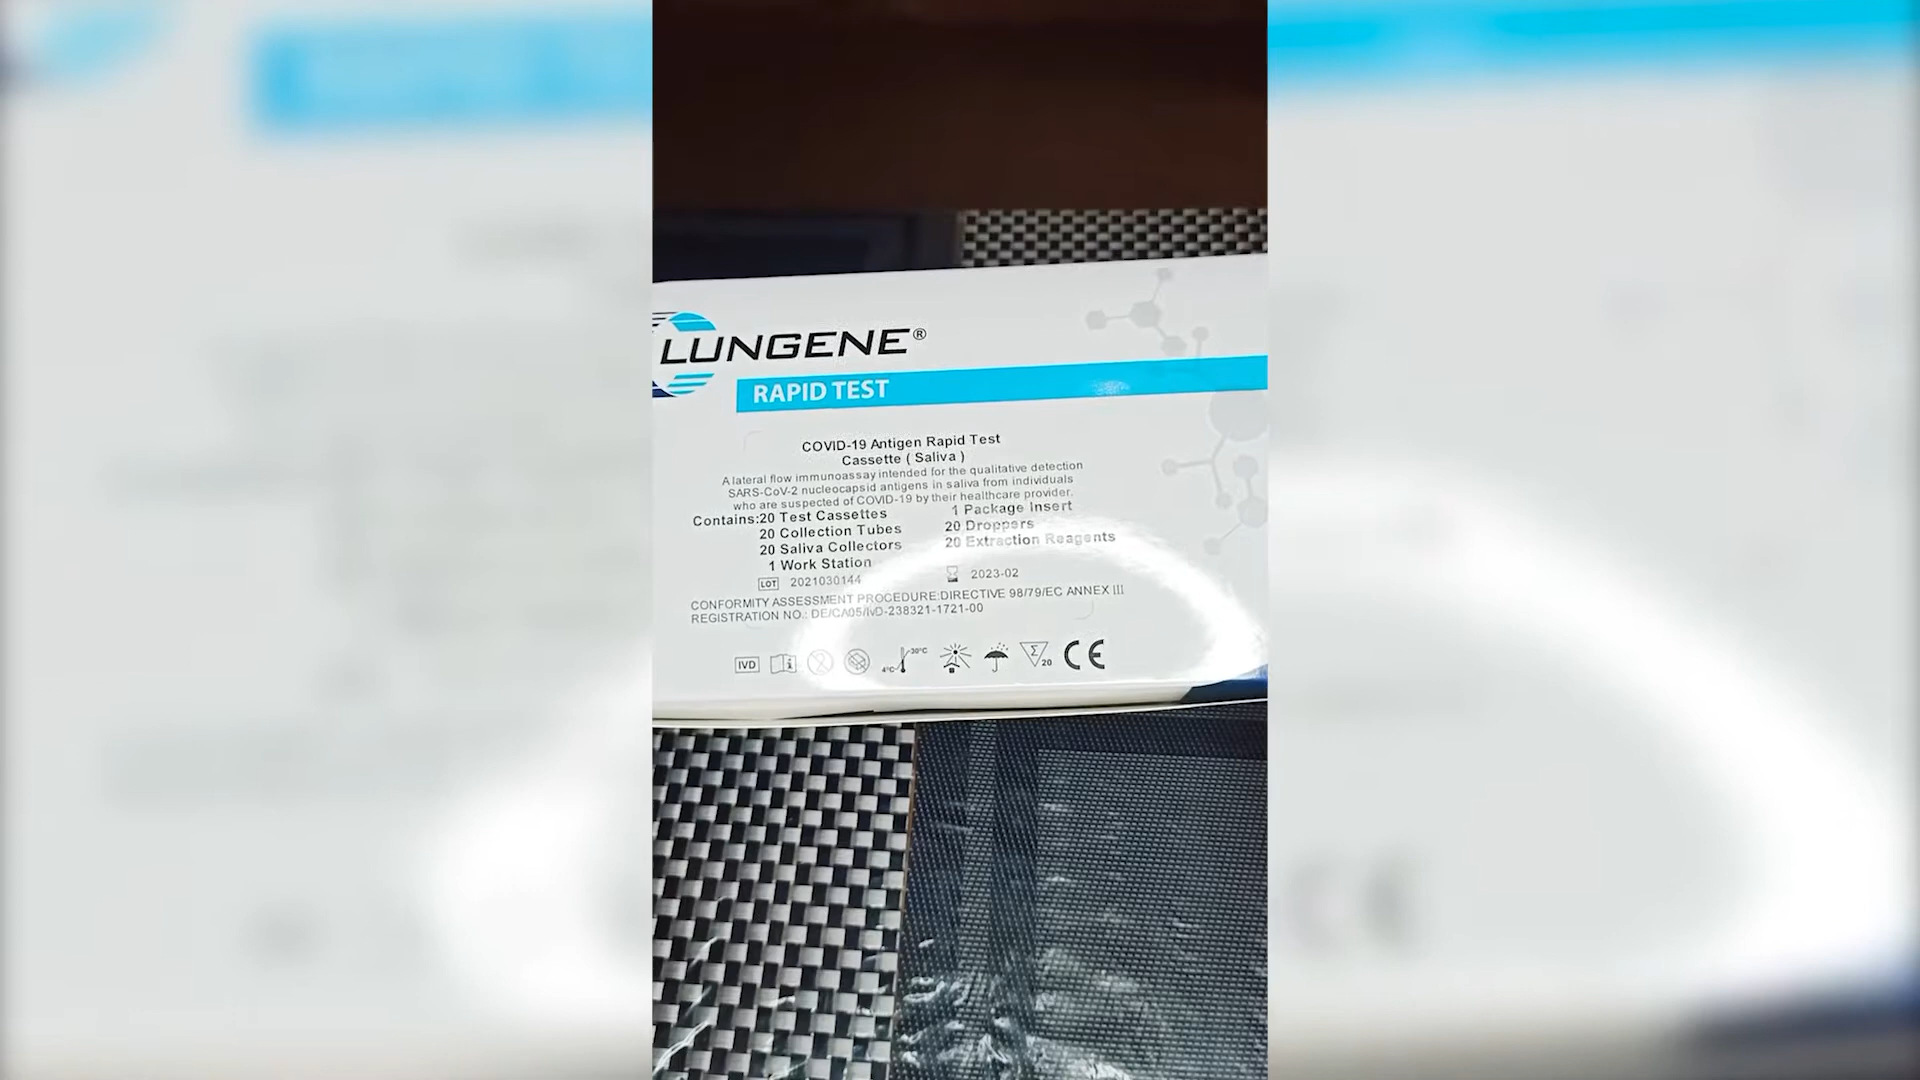 LUNGENE®
RAPID TEST
COVID-19 Antigen Rapid Test
Cassette ( Saliva )
A lateral flow immunoassay intended for the qualitative detection
SARS-CoV-2 nucleocapsid antigens in saliva from individuals
who are suspected of COVID-19 by their healthcare provider.
Contains:20 Test Cassettes 1 Package Insert
20 Collection Tubes 20 Droppers
20 Saliva Collectors 20 Extraction Reagents
1 Work Station
LOT 2021030144 2023-02
CONFORMITY ASSESSMENT PROCEDURE:DIRECTIVE 98/79/EC ANNEX III
REGISTRATION NO.: DE/CA05/IvD-238321-1721-00
IVD i 2 4°C 30°C Σ 20 CE